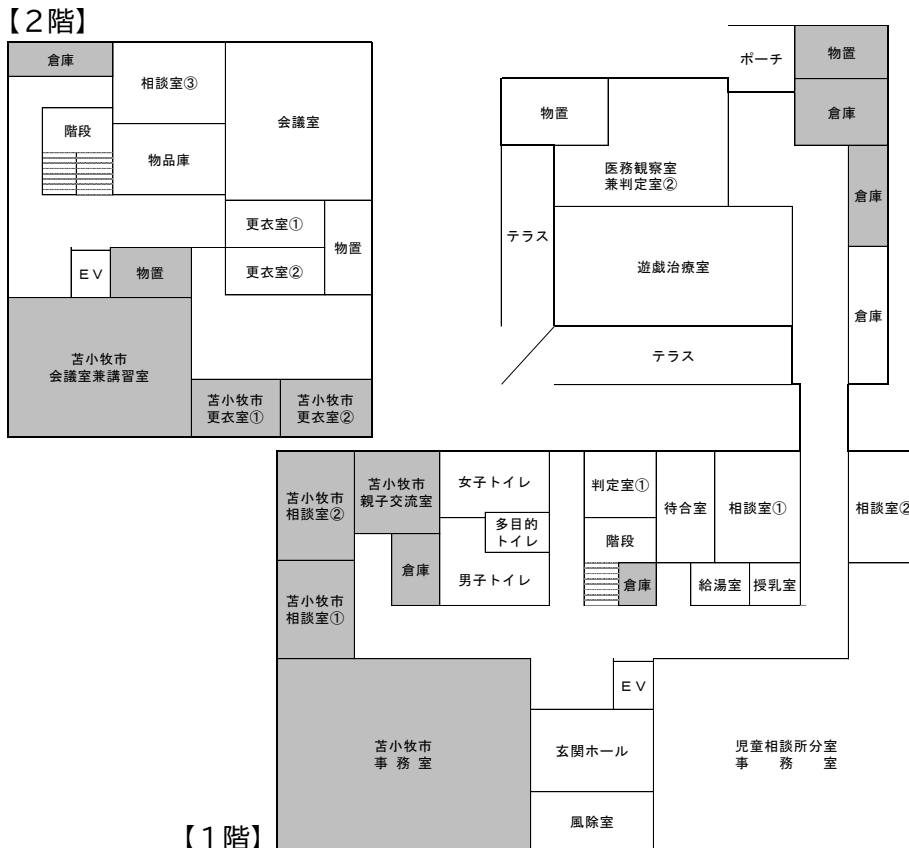 【２階】
倉庫
相談室③
会議室
階段
物品庫
更衣室①
物置
更衣室②
ＥＶ
物置
苫小牧市
会議室兼講習室
苫小牧市
更衣室①
苫小牧市
更衣室②
ポーチ
物置
物置
倉庫
医務観察室
兼判定室②
倉庫
テラス
遊戯治療室
倉庫
テラス
苫小牧市
相談室②
苫小牧市
親子交流室
女子トイレ
多目的
トイレ
男子トイレ
倉庫
判定室①
階段
倉庫
待合室
相談室①
相談室②
給湯室
授乳室
苫小牧市
相談室①
ＥＶ
苫小牧市
事 務 室
玄関ホール
児童相談所分室
事　務　室
風除室
【１階】